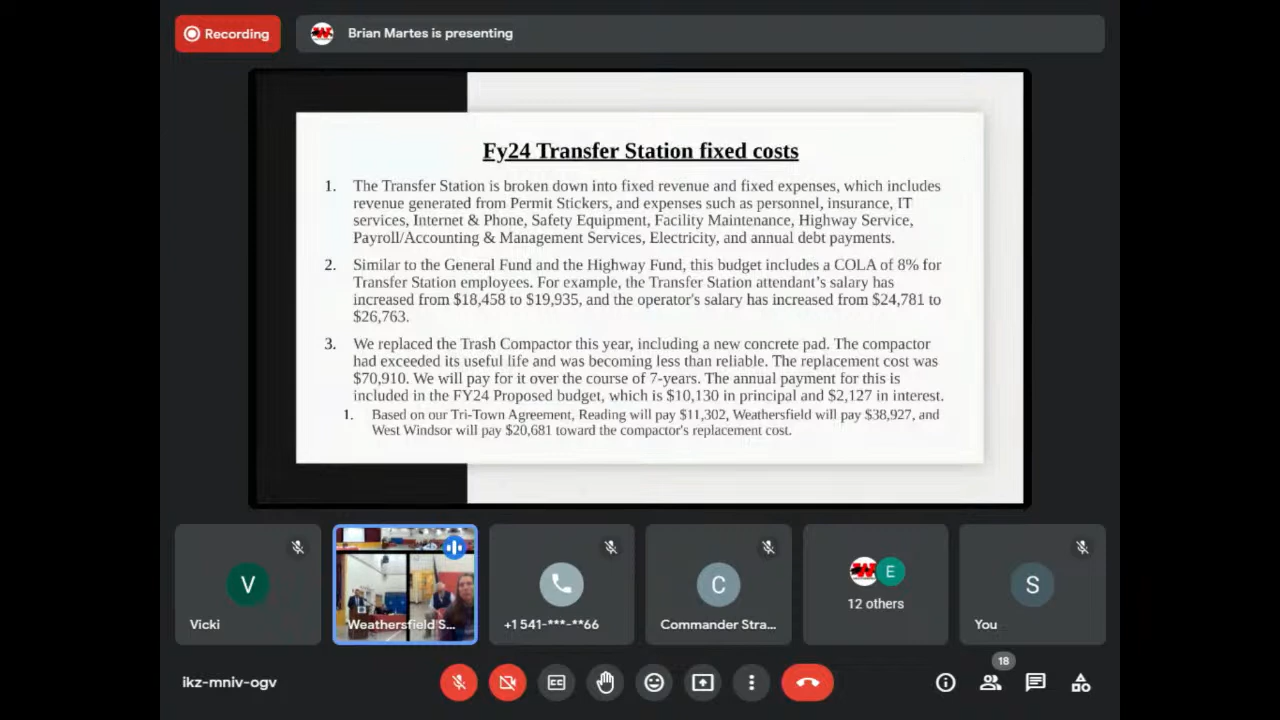 Recording
Brian Martes is presenting
Fy24 Transfer Station fixed costs
1. The Transfer Station is broken down into fixed revenue and fixed expenses, which includes
revenue generated from Permit Stickers, and expenses such as personnel, insurance, IT
services, Internet & Phone, Safety Equipment, Facility Maintenance, Highway Service,
Payroll/Accounting & Management Services, Electricity, and annual debt payments.
2. Similar to the General Fund and the Highway Fund, this budget includes a COLA of 8% for
Transfer Station employees. For example, the Transfer Station attendant's salary has
increased from $18,458 to $19,935, and the operator's salary has increased from $24,781 to
$26,763.
3. We replaced the Trash Compactor this year, including a new concrete pad. The compactor
had exceeded its useful life and was becoming less than reliable. The replacement cost was
$70,910. We will pay for it over the course of 7-years. The annual payment for this is
included in the FY24 Proposed budget, which is $10,130 in principal and $2,127 in interest.
1. Based on our Tri-Town Agreement, Reading will pay $11,302, Weathersfield will pay $38,927, and
West Windsor will pay $20,681 toward the compactor's replacement cost.
V
C
E
12 others
S
Vicki
Weathersfield S...
+1 541-***-**66
Commander Stra...
You
ikz-mniv-ogv
CC
18